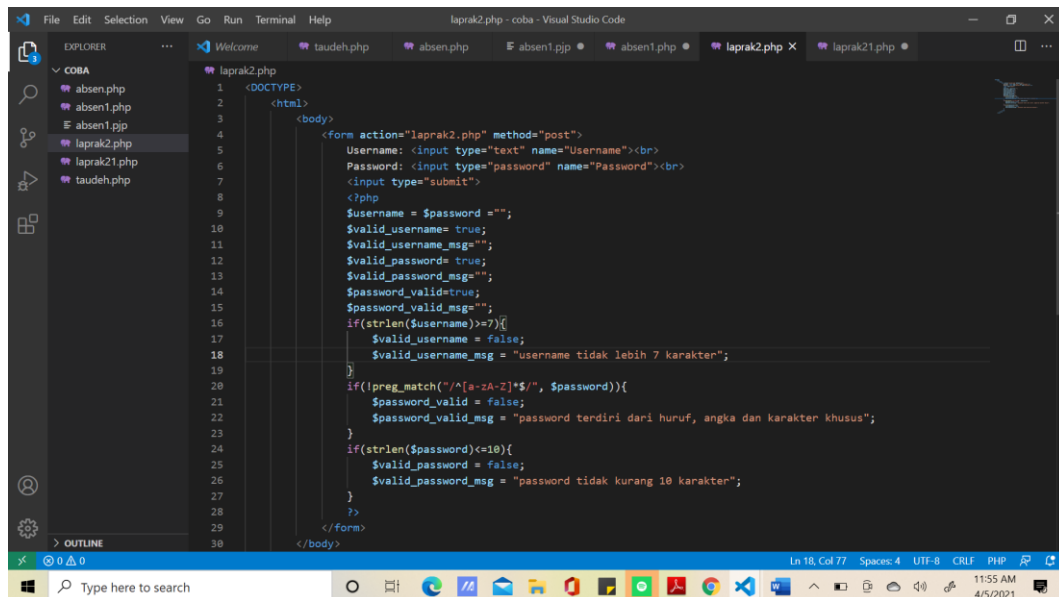 File Edit Selection View Go Run Terminal Help laprak2.php - coba - Visual Studio Code
EXPLORER
Welcome taudeh.php absen.php absen1.pjp absen1.php laprak2.php laprak21.php
COBA
absen.php
absen1.php
absen1.pjp
laprak2.php
laprak21.php
taudeh.php
OUTLINE
laprak2.php
1 <DOCTYPE>
2 <html>
3 <body>
4 <form action="laprak2.php" method="post">
5 Username: <input type="text" name="Username"><br>
6 Password: <input type="password" name="Password"><br>
7 <input type="submit">
8 <?php
9 $username = $password ="";
10 $valid_username= true;
11 $valid_username_msg="";
12 $valid_password= true;
13 $valid_password_msg="";
14 $password_valid=true;
15 $password_valid_msg="";
16 if(strlen($username)>=7){
17 $valid_username = false;
18 $valid_username_msg = "username tidak lebih 7 karakter";
19 }
20 if(!preg_match("/^[a-zA-Z]*$/", $password)){
21 $password_valid = false;
22 $password_valid_msg = "password terdiri dari huruf, angka dan karakter khusus";
23 }
24 if(strlen($password)<=10){
25 $valid_password = false;
26 $valid_password_msg = "password tidak kurang 10 karakter";
27 }
28 ?>
29 </form>
30 </body>
0 0 Ln 18, Col 77 Spaces: 4 UTF-8 CRLF PHP
Type here to search
11:55 AM
4/5/2021